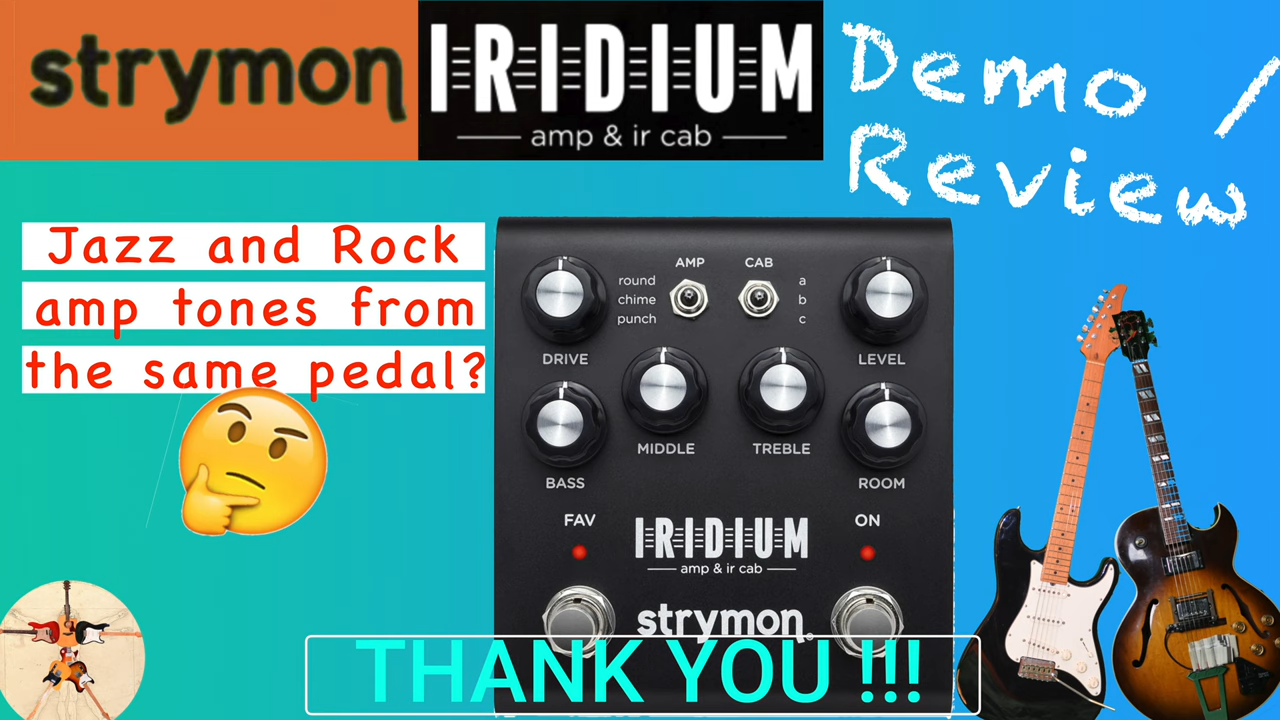 strymon
IRIDIUM
amp & ir cab
Demo /
Review
Jazz and Rock
amp tones from
the same pedal?
AMP CAB
round a
chime b
punch c
DRIVE LEVEL
MIDDLE TREBLE
BASS ROOM
FAV ON
IRIDIUM
amp & ir cab
strymon®
THANK YOU !!!